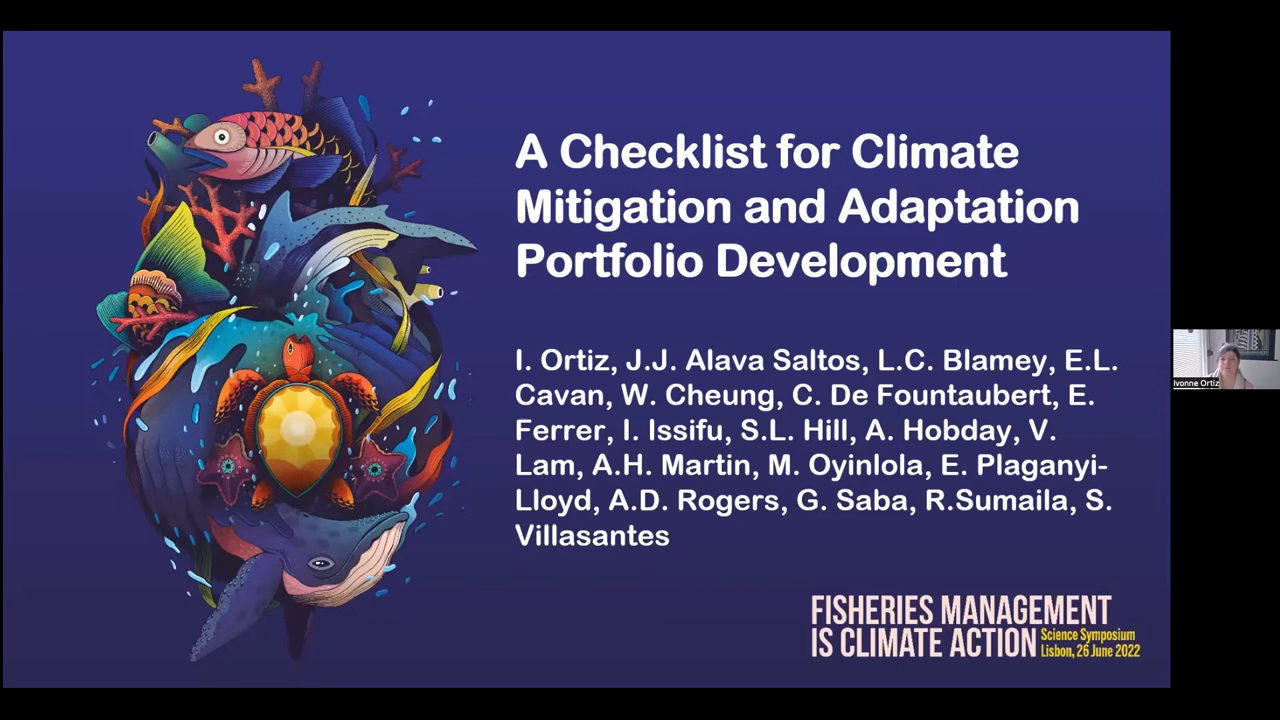 A Checklist for Climate
Mitigation and Adaptation
Portfolio Development
I. Ortiz, J.J. Alava Saltos, L.C. Blamey, E.L.
Cavan, W. Cheung, C. De Fountaubert, E.
Ferrer, I. Issifu, S.L. Hill, A. Hobday, V.
Lam, A.H. Martin, M. Oyinlola, E. Plaganyi-
Lloyd, A.D. Rogers, G. Saba, R.Sumaila, S.
Villasantes
FISHERIES MANAGEMENT
IS CLIMATE ACTION
Science Symposium
Lisbon, 26 June 2022
Ivonne Ortiz